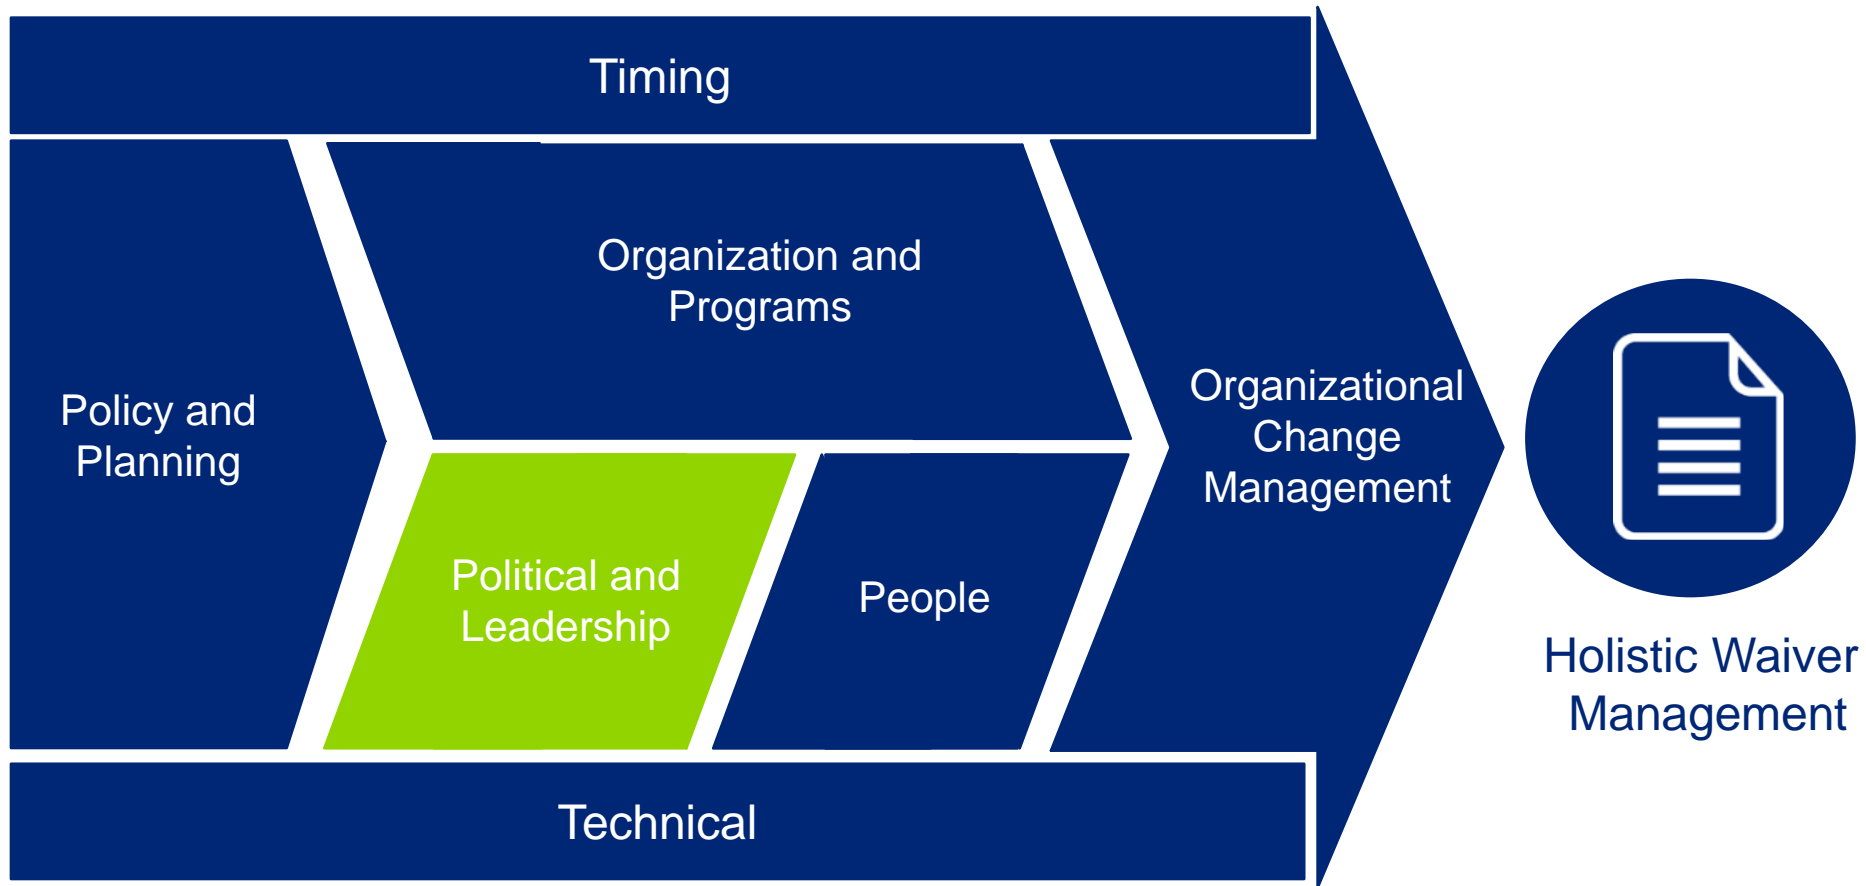 Timing
Organization and
Programs
Policy and
Planning
Organizational
Change
Management
Political and
Leadership
People
Holistic Waiver
Management
Technical